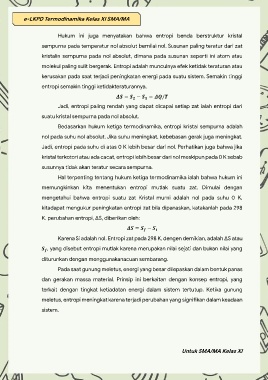 e-LKPD Termodinamika Kelas XI SMA/MA
Hukum ini juga menyatakan bahwa entropi benda berstruktur kristal
sempurna pada temperatur nol absolut bernilai nol. Susunan paling teratur dari zat
kristalin sempurna pada nol absolut, dimana pada susunan seperti ini atom atau
molekul paling sulit bergerak. Entropi adalah munculnya efek ketidak teraturan atau
kerusakan pada saat terjadi peningkatan energi pada suatu sistem. Semakin tinggi
entropi semakin tinggi ketidakteraturannya.
ΔS = S₂ − S₁ = ΔQ/T
Jadi, entropi paling rendah yang dapat dicapai setiap zat ialah entropi dari
suatu kristal sempurna pada nol absolut.
Bedasarkan hukum ketiga termodinamika, entropi kristal sempurna adalah
nol pada suhu nol absolut. Jika suhu meningkat, kebebasan gerak juga meningkat.
Jadi, entropi pada suhu di atas 0 K lebih besar dari nol. Perhatikan juga bahwa jika
kristal terkotori atau ada cacat, entropi lebih besar dari nol meskipun pada 0 K sebab
susunnya tidak akan teratur secara sempurna.
Hal terpenting tentang hukum ketiga termodinamika ialah bahwa hukum ini
memungkinkan kita menentukan entropi mutlak suatu zat. Dimulai dengan
mengetahui bahwa entropi suatu zat Kristal murni adalah nol pada suhu 0 K,
kita dapat mengukur peningkatan entropi zat bila dipanaskan, katakanlah pada 298
K. perubahan entropi, ΔS, diberikan oleh:
ΔS = S_f − S_i
Karena Si adalah nol. Entropi zat pada 298 K, dengan demikian, adalah ΔS atau
S_f, yang disebut entropi mutlak karena merupakan nilai sejati dan bukan nilai yang
diturunkan dengan menggunakan acuan sembarang.
Pada saat gunung meletus, energi yang besar dilepaskan dalam bentuk panas
dan gerakan massa material. Prinsip ini berkaitan dengan konsep entropi, yang
terkait dengan tingkat ketiadatan energi dalam sistem tertutup. Ketika gunung
meletus, entropi meningkat karena terjadi perubahan yang signifikan dalam keadaan
sistem.
Untuk SMA/MA Kelas XI